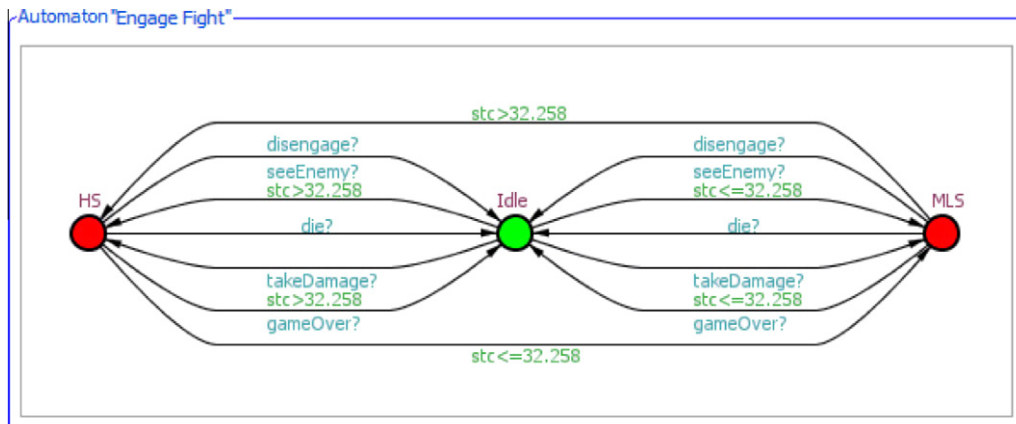 Automaton "Engage Fight"
stc>32.258
disengage? disengage?
seeEnemy? seeEnemy?
stc>32.258 stc<=32.258
HS Idle MLS
die? die?
takeDamage? takeDamage?
stc>32.258 stc<=32.258
gameOver? gameOver?
stc<=32.258